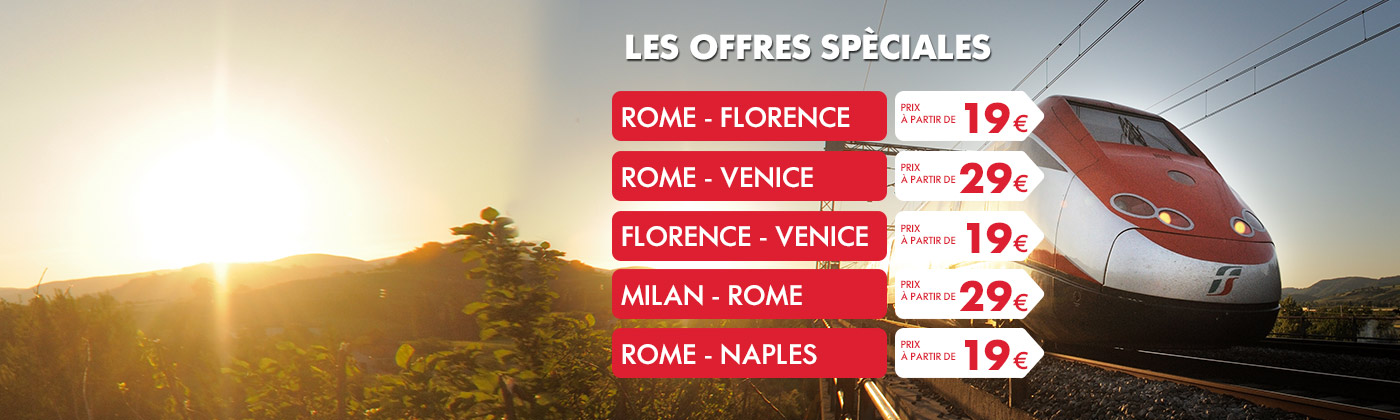 LES OFFRES SPÈCIALES
ROME - FLORENCE
PRIX
À PARTIR DE 19€
ROME - VENICE
PRIX
À PARTIR DE 29€
FLORENCE - VENICE
PRIX
À PARTIR DE 19€
MILAN - ROME
PRIX
À PARTIR DE 29€
ROME - NAPLES
PRIX
À PARTIR DE 19€